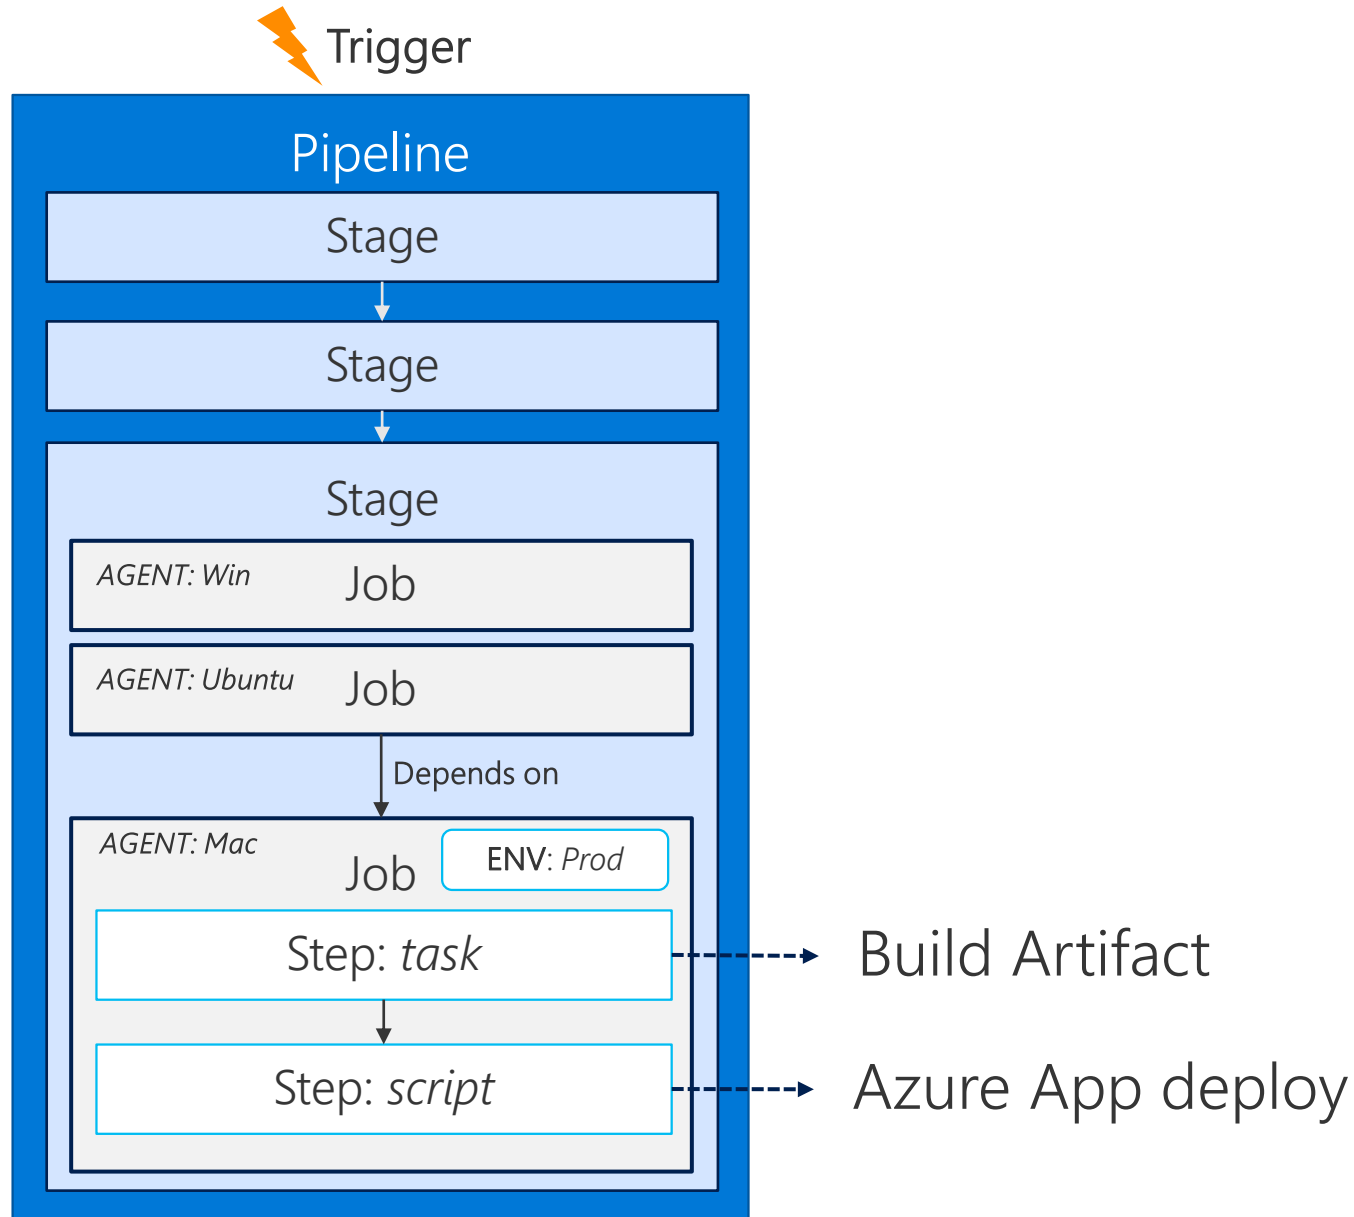 Trigger
Pipeline
Stage
Stage
Stage
AGENT: Win
Job
AGENT: Ubuntu
Job
Depends on
AGENT: Mac
Job
ENV: Prod
Step: task
Build Artifact
Step: script
Azure App deploy